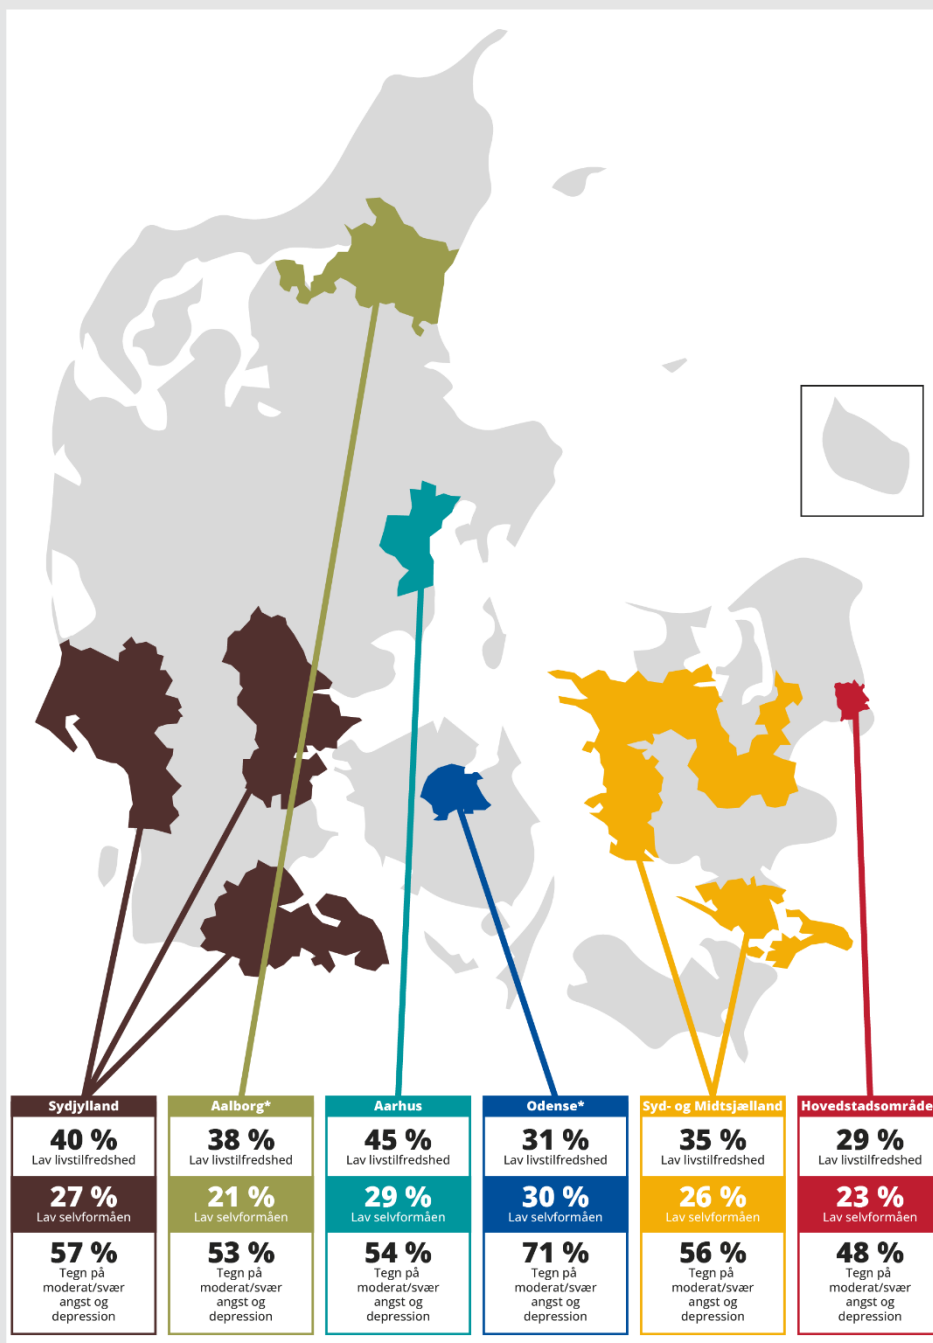 Sydjylland
40 %
Lav livstilfredshed
27 %
Lav selvformåen
57 %
Tegn på
moderat/svær
angst og
depression
Aalborg*
38 %
Lav livstilfredshed
21 %
Lav selvformåen
53 %
Tegn på
moderat/svær
angst og
depression
Aarhus
45 %
Lav livstilfredshed
29 %
Lav selvformåen
54 %
Tegn på
moderat/svær
angst og
depression
Odense*
31 %
Lav livstilfredshed
30 %
Lav selvformåen
71 %
Tegn på
moderat/svær
angst og
depression
Syd- og Midtsjælland
35 %
Lav livstilfredshed
26 %
Lav selvformåen
56 %
Tegn på
moderat/svær
angst og
depression
Hovedstadsområde
29 %
Lav livstilfredshed
23 %
Lav selvformåen
48 %
Tegn på
moderat/svær
angst og
depression